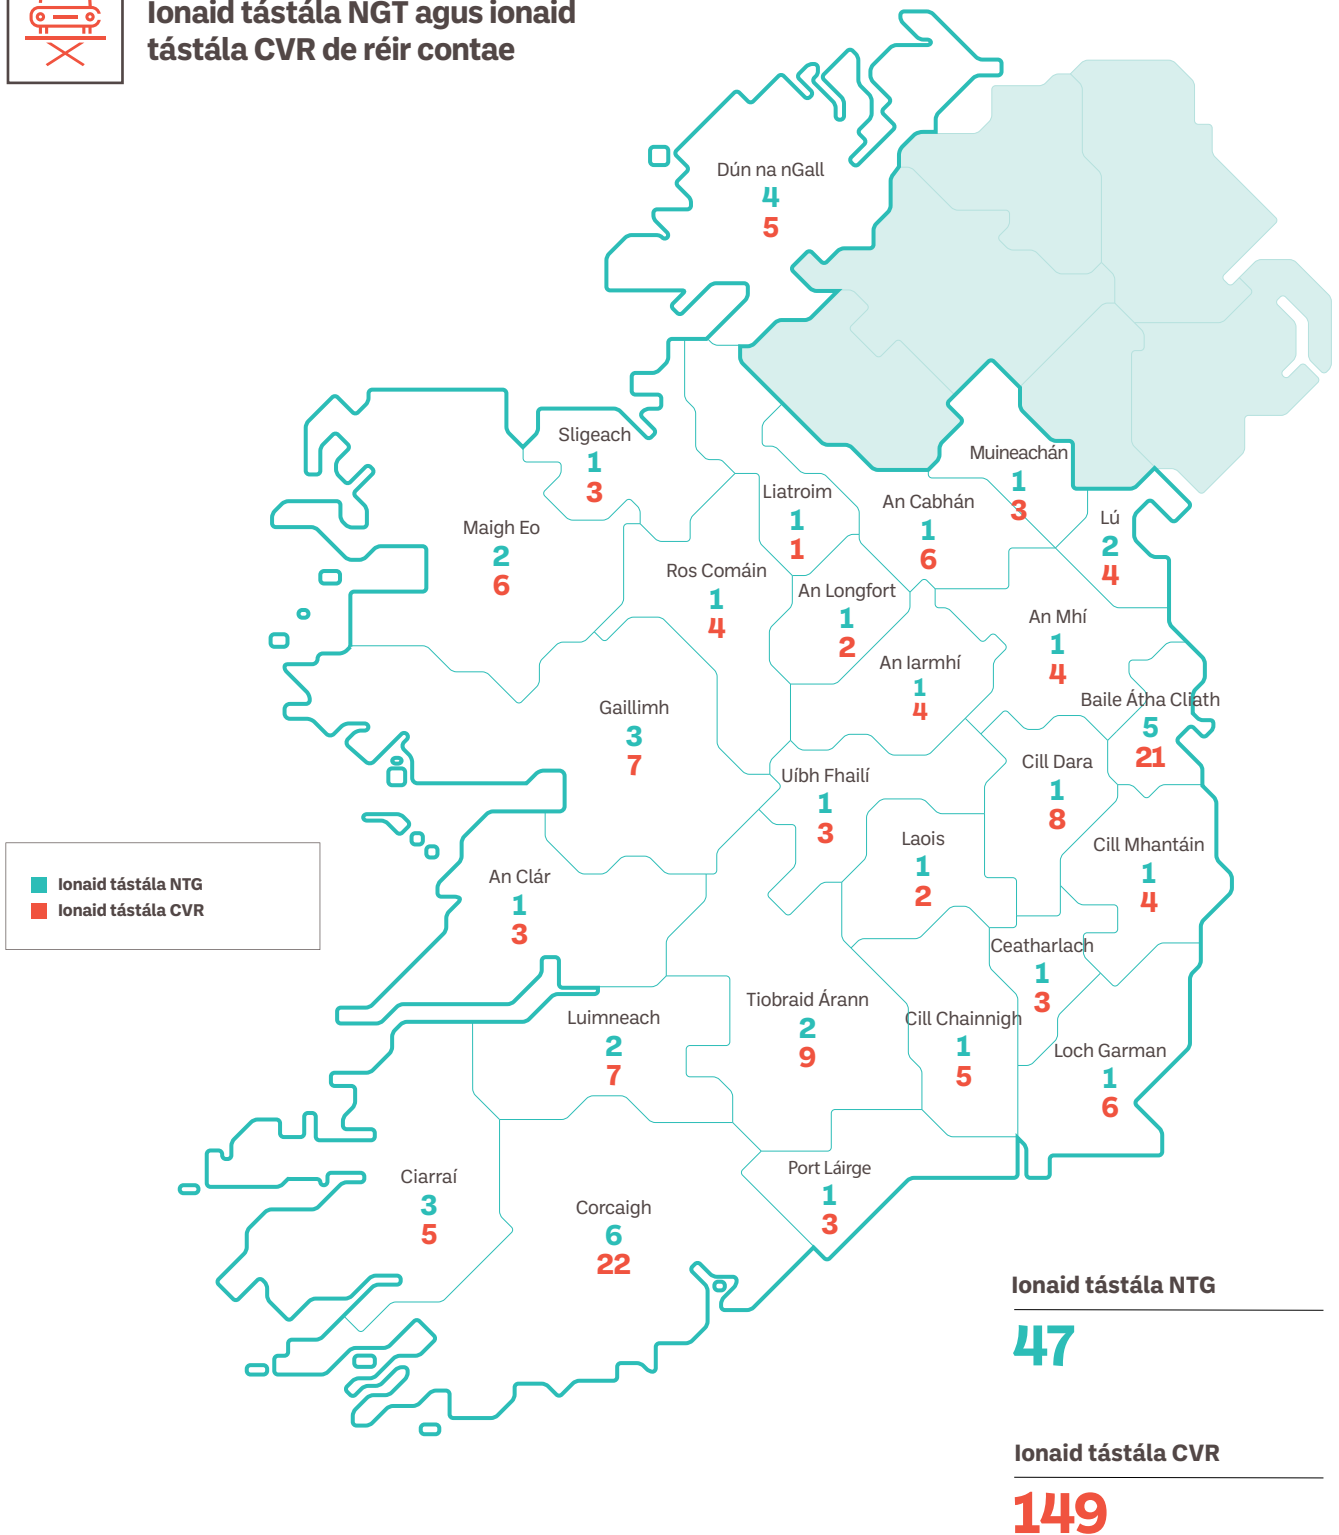 Ionaid tástála NGT agus ionaid
tástála CVR de réir contae
Dún na nGall
4
5
Sligeach
1
3
Muineachán
1
3
Liatroim
1
1
An Cabhán
1
6
Lú
2
4
Maigh Eo
2
6
Ros Comáin
1
4
An Longfort
1
2
An Mhí
1
4
An Iarmhí
1
4
Baile Átha Cliath
5
21
Gaillimh
3
7
Uíbh Fhailí
1
3
Cill Dara
1
8
Laois
1
2
Cill Mhantáin
1
4
Ionaid tástála NTG
Ionaid tástála CVR
An Clár
1
3
Ceatharlach
1
3
Tiobraid Árann
2
9
Luimneach
2
7
Cill Chainnigh
1
5
Loch Garman
1
6
Port Láirge
1
3
Ciarraí
3
5
Corcaigh
6
22
Ionaid tástála NTG
47
Ionaid tástála CVR
149